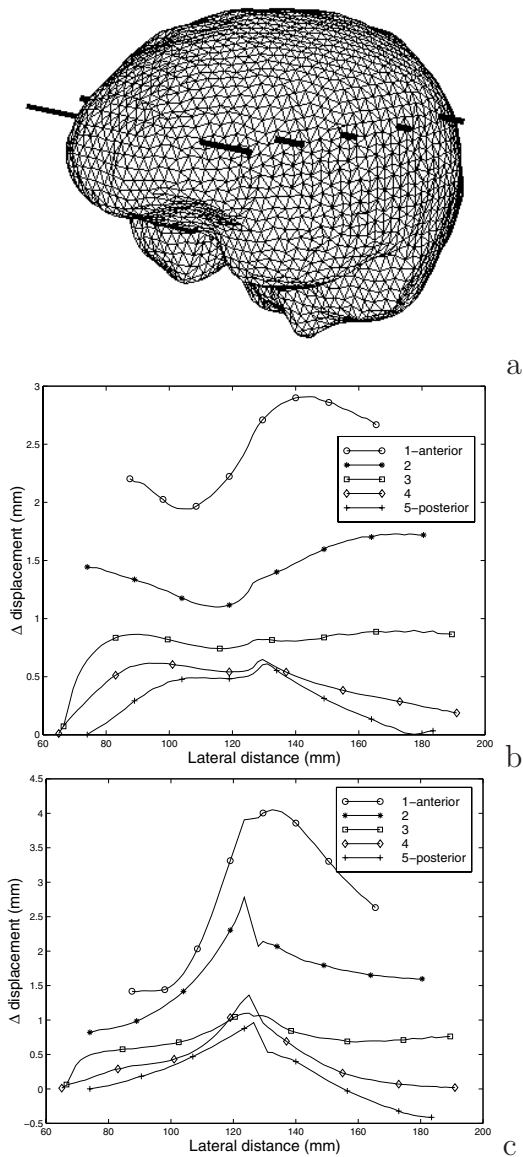 a
3
2.5
2
1.5
1
0.5
0
60 80 100 120 140 160 180 200
Δ displacement (mm)
Lateral distance (mm)
1−anterior
2
3
4
5−posterior
b
4.5
4
3.5
3
2.5
2
1.5
1
0.5
0
−0.5
60 80 100 120 140 160 180 200
Δ displacement (mm)
Lateral distance (mm)
1−anterior
2
3
4
5−posterior
c